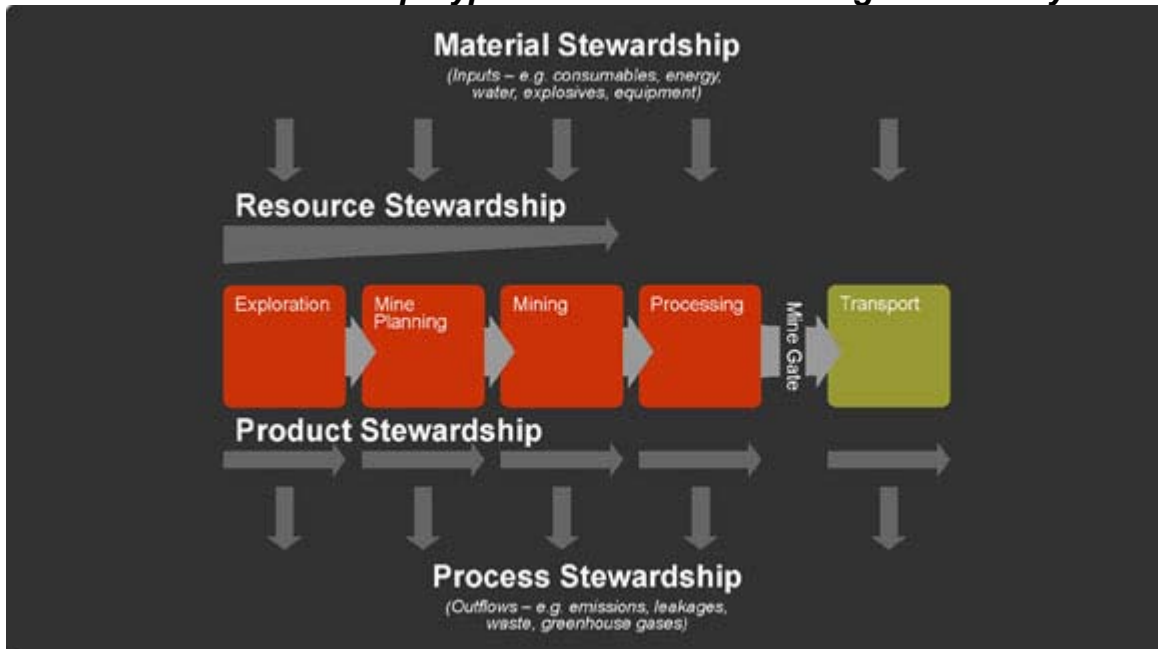 Material Stewardship
(Inputs – e.g. consumables, energy,
water, explosives, equipment)
Resource Stewardship
Exploration
Mine
Planning
Mining
Processing
Mine Gate
Transport
Product Stewardship
Process Stewardship
(Outflows – e.g. emissions, leakages,
waste, greenhouse gases)